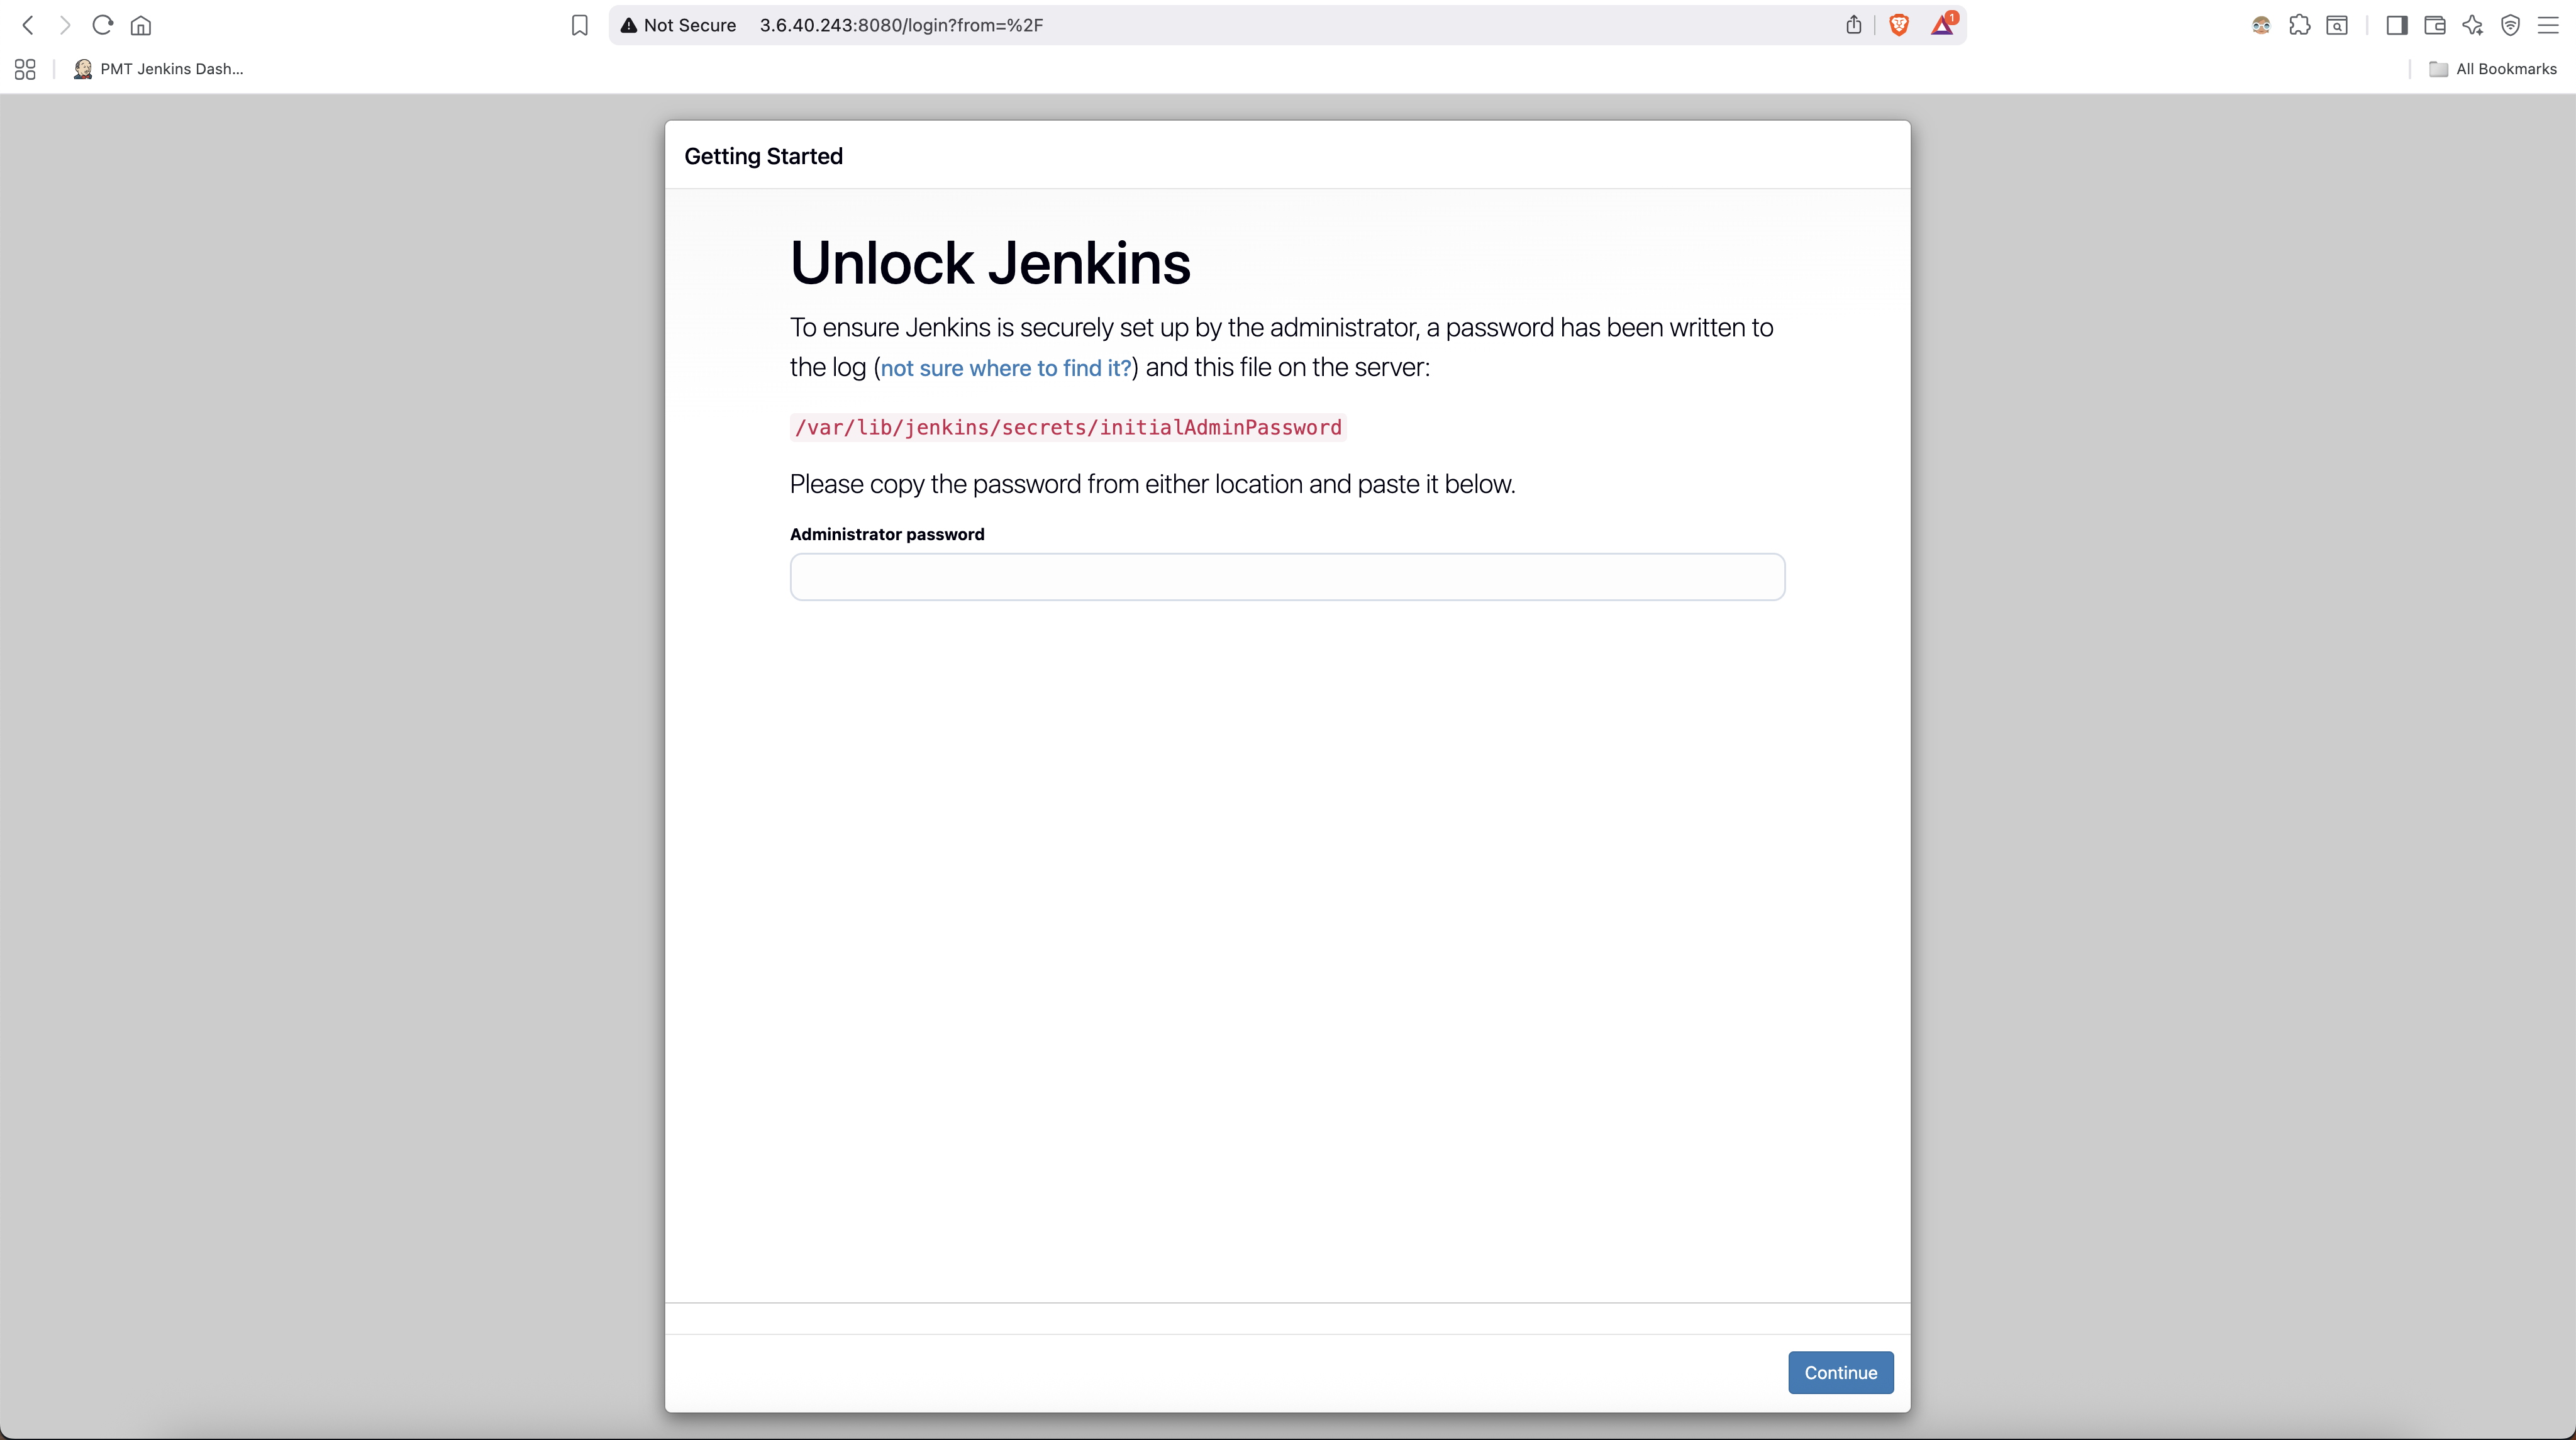 Not Secure 3.6.40.243:8080/login?from=%2F
1
PMT Jenkins Dash...
All Bookmarks
Getting Started
Unlock Jenkins
To ensure Jenkins is securely set up by the administrator, a password has been written to
the log (not sure where to find it?) and this file on the server:
/var/lib/jenkins/secrets/initialAdminPassword
Please copy the password from either location and paste it below.
Administrator password
Continue